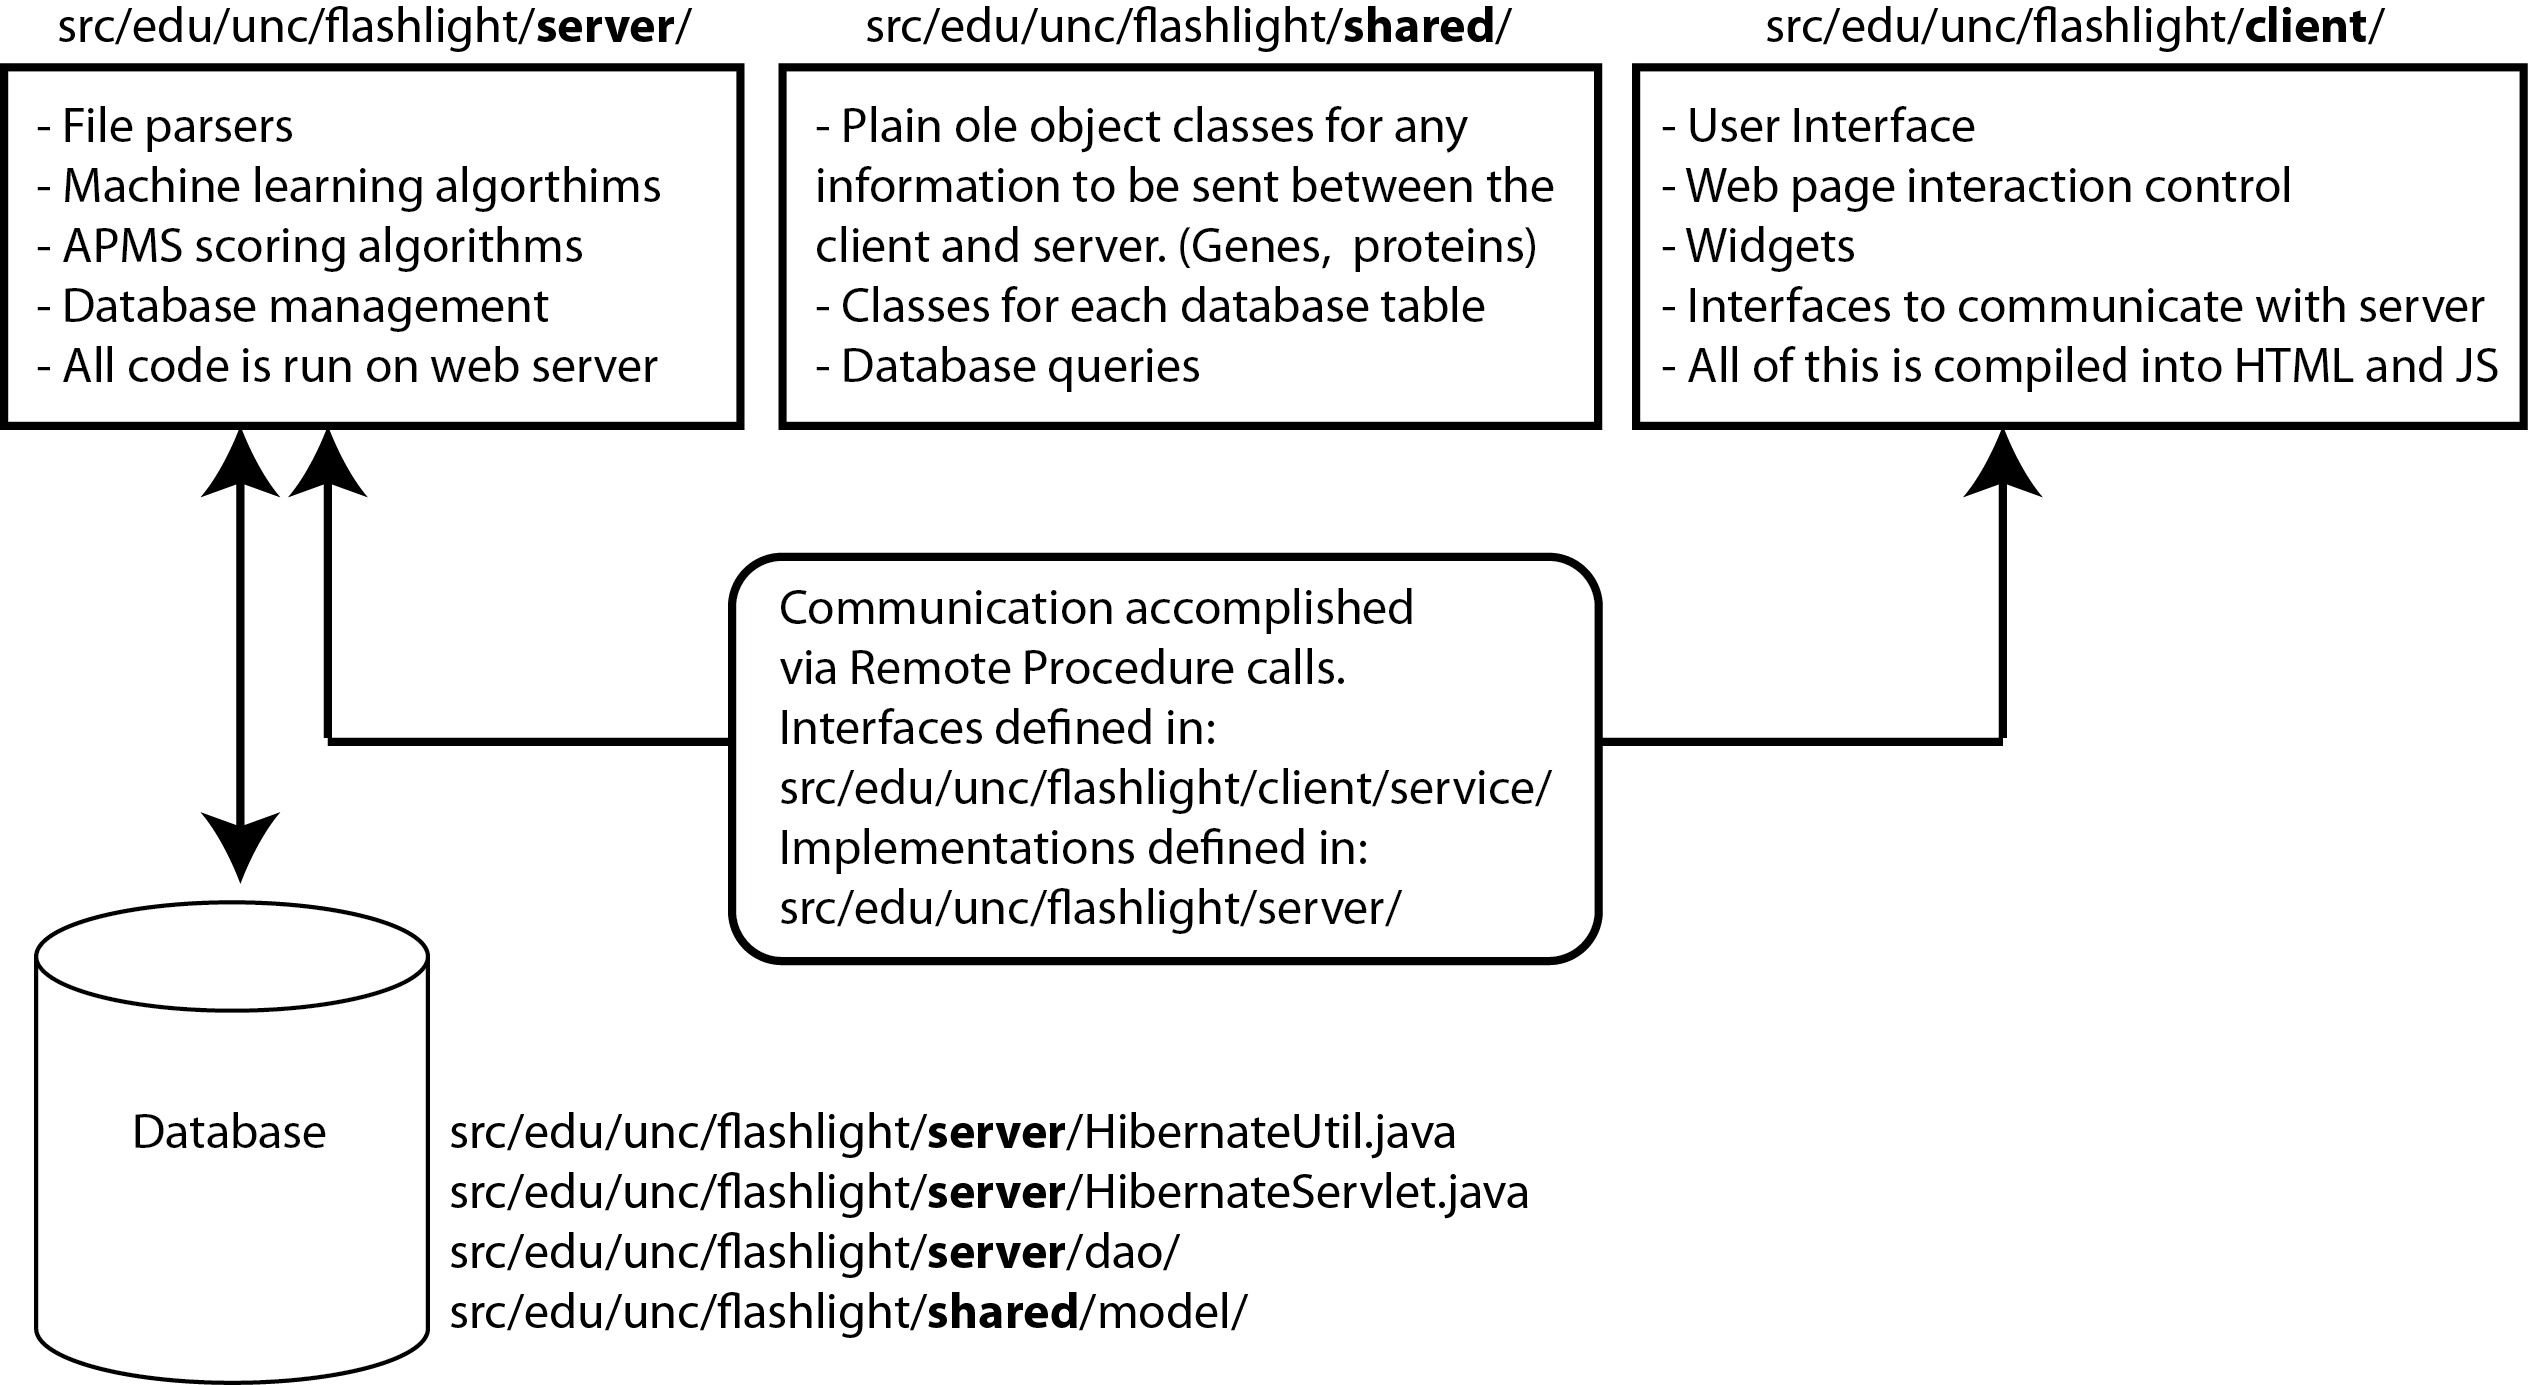 src/edu/unc/flashlight/server/
- File parsers
- Machine learning algorthims
- APMS scoring algorithms
- Database management
- All code is run on web server
src/edu/unc/flashlight/shared/
- Plain ole object classes for any
information to be sent between the
client and server. (Genes,  proteins)
- Classes for each database table
- Database queries
src/edu/unc/flashlight/client/
- User Interface
- Web page interaction control
- Widgets
- Interfaces to communicate with server
- All of this is compiled into HTML and JS
Communication accomplished
via Remote Procedure calls.
Interfaces defined in:
src/edu/unc/flashlight/client/service/
Implementations defined in:
src/edu/unc/flashlight/server/
Database
src/edu/unc/flashlight/server/HibernateUtil.java
src/edu/unc/flashlight/server/HibernateServlet.java
src/edu/unc/flashlight/server/dao/
src/edu/unc/flashlight/shared/model/